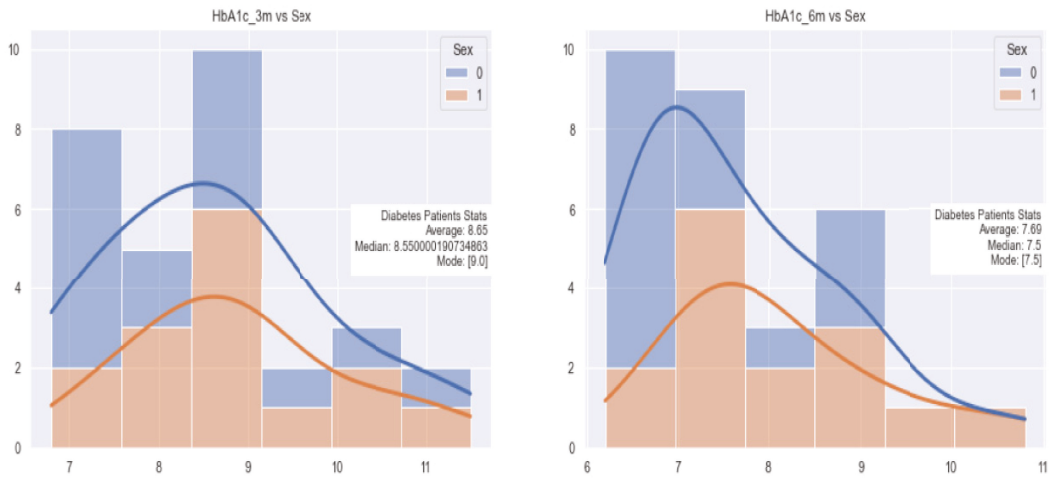 HbA1c_3m vs Sex
10
8
6
4
2
0
7
8
9
10
11
Sex
0
1
Diabetes Patients Stats
Average: 8.65
Median: 8.550000190734863
Mode: [9.0]
HbA1c_6m vs Sex
10
8
6
4
2
0
6
7
8
9
10
11
Sex
0
1
Diabetes Patients Stats
Average: 7.69
Median: 7.5
Mode: [7.5]